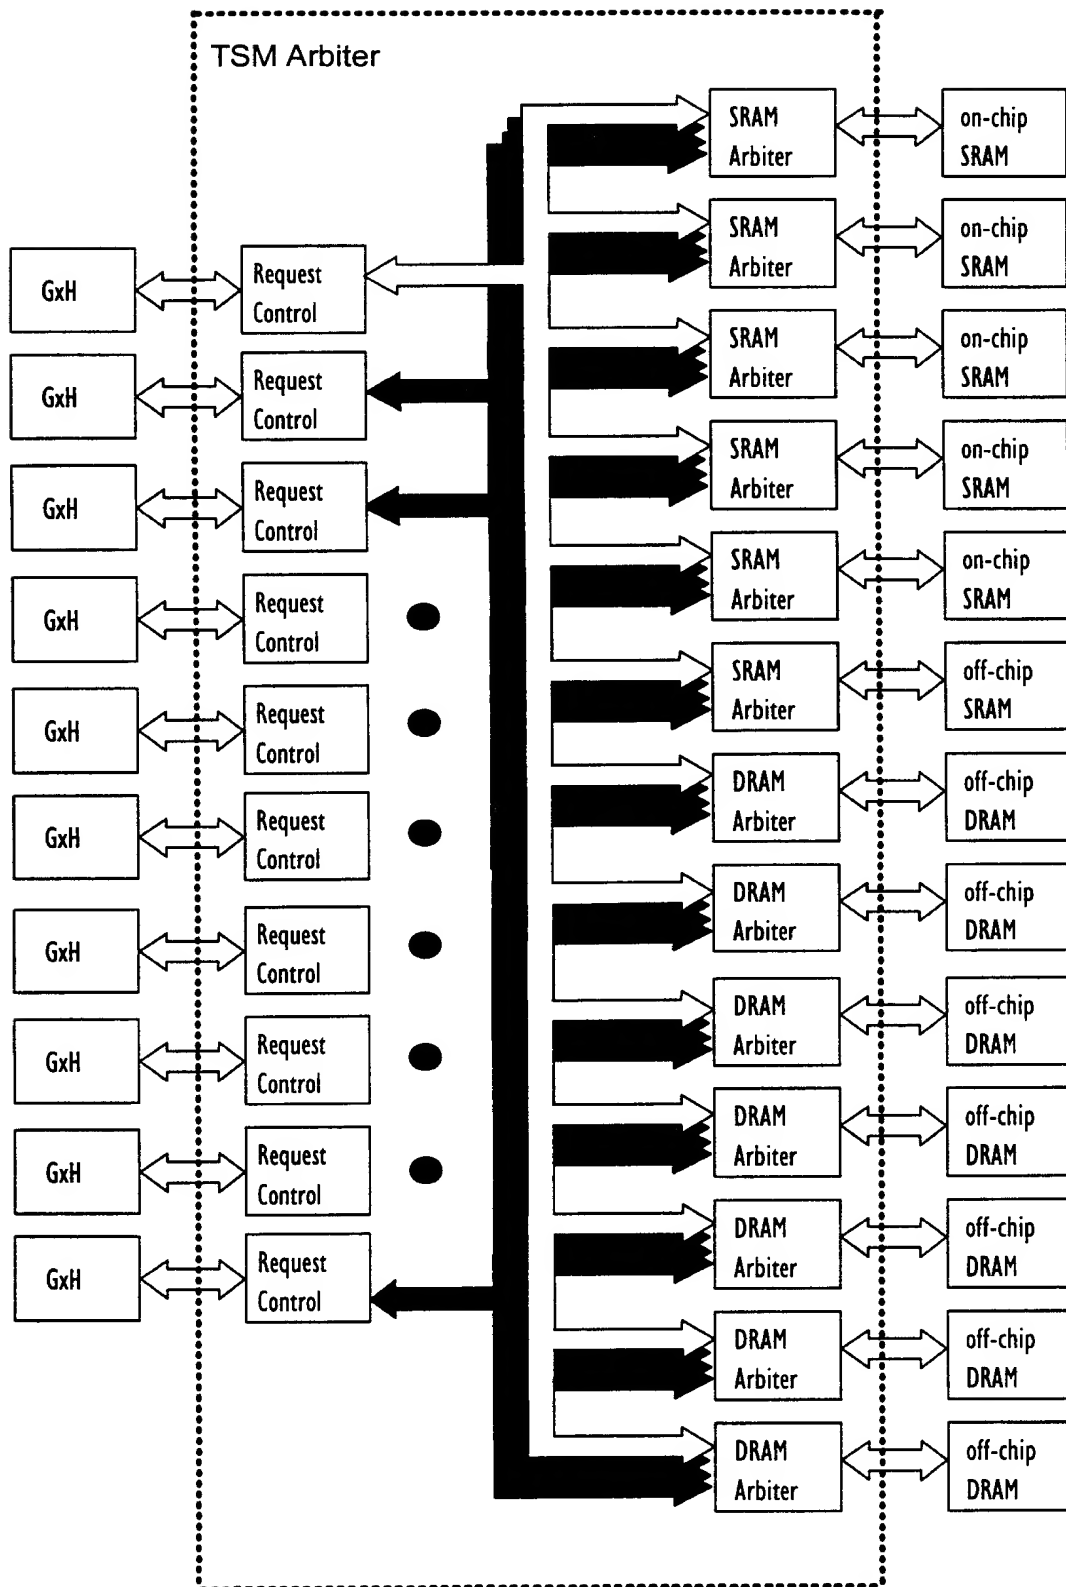 TSM Arbiter
SRAM
Arbiter
on-chip
SRAM
SRAM
Arbiter
on-chip
SRAM
GxH
Request
Control
SRAM
Arbiter
on-chip
SRAM
GxH
Request
Control
SRAM
Arbiter
on-chip
SRAM
GxH
Request
Control
SRAM
Arbiter
on-chip
SRAM
GxH
Request
Control
SRAM
Arbiter
off-chip
SRAM
GxH
Request
Control
DRAM
Arbiter
off-chip
DRAM
GxH
Request
Control
DRAM
Arbiter
off-chip
DRAM
GxH
Request
Control
DRAM
Arbiter
off-chip
DRAM
GxH
Request
Control
DRAM
Arbiter
off-chip
DRAM
GxH
Request
Control
DRAM
Arbiter
off-chip
DRAM
GxH
Request
Control
DRAM
Arbiter
off-chip
DRAM
DRAM
Arbiter
off-chip
DRAM